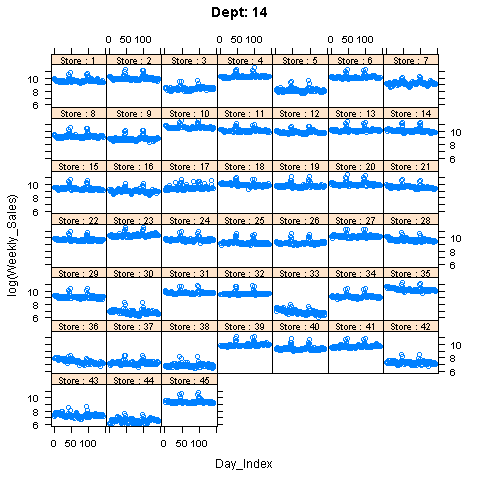 Dept: 14
0 50 100 0 50 100 0 50 100
Store : 1 Store : 2 Store : 3 Store : 4 Store : 5 Store : 6 Store : 7
10
8
6
Store : 8 Store : 9 Store : 10 Store : 11 Store : 12 Store : 13 Store : 14
10
8
6
Store : 15 Store : 16 Store : 17 Store : 18 Store : 19 Store : 20 Store : 21
10
8
6
Store : 22 Store : 23 Store : 24 Store : 25 Store : 26 Store : 27 Store : 28
10
8
6
Store : 29 Store : 30 Store : 31 Store : 32 Store : 33 Store : 34 Store : 35
10
8
6
Store : 36 Store : 37 Store : 38 Store : 39 Store : 40 Store : 41 Store : 42
10
8
6
Store : 43 Store : 44 Store : 45
10
8
6
0 50 100 0 50 100
log(Weekly_Sales)
Day_Index